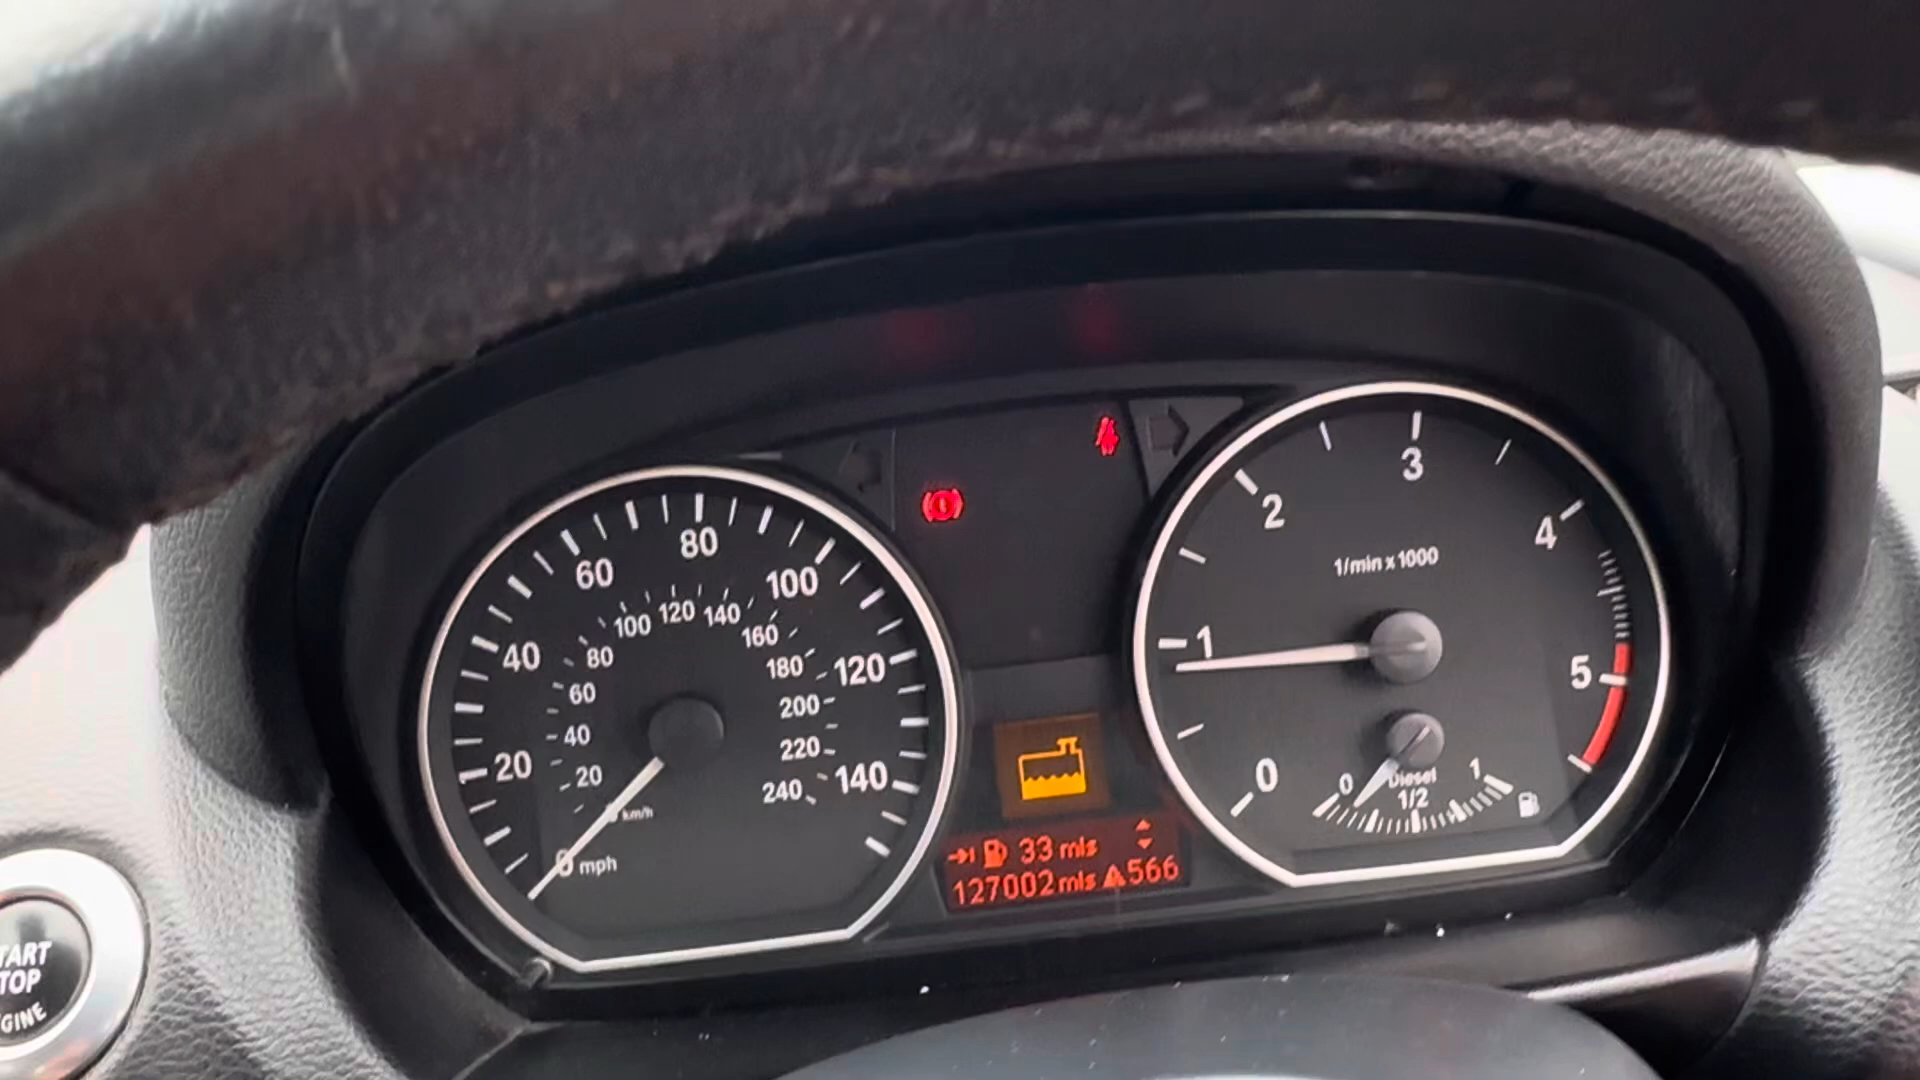 20 40 60 80 100 120 140
20 40 60 80 100 120 140 160 180 200 220 240
km/h
0 mph
33 mls
127002 mls 566
0 1 2 3 4 5
1/min x 1000
Diesel
0 1/2 1
START
STOP
ENGINE